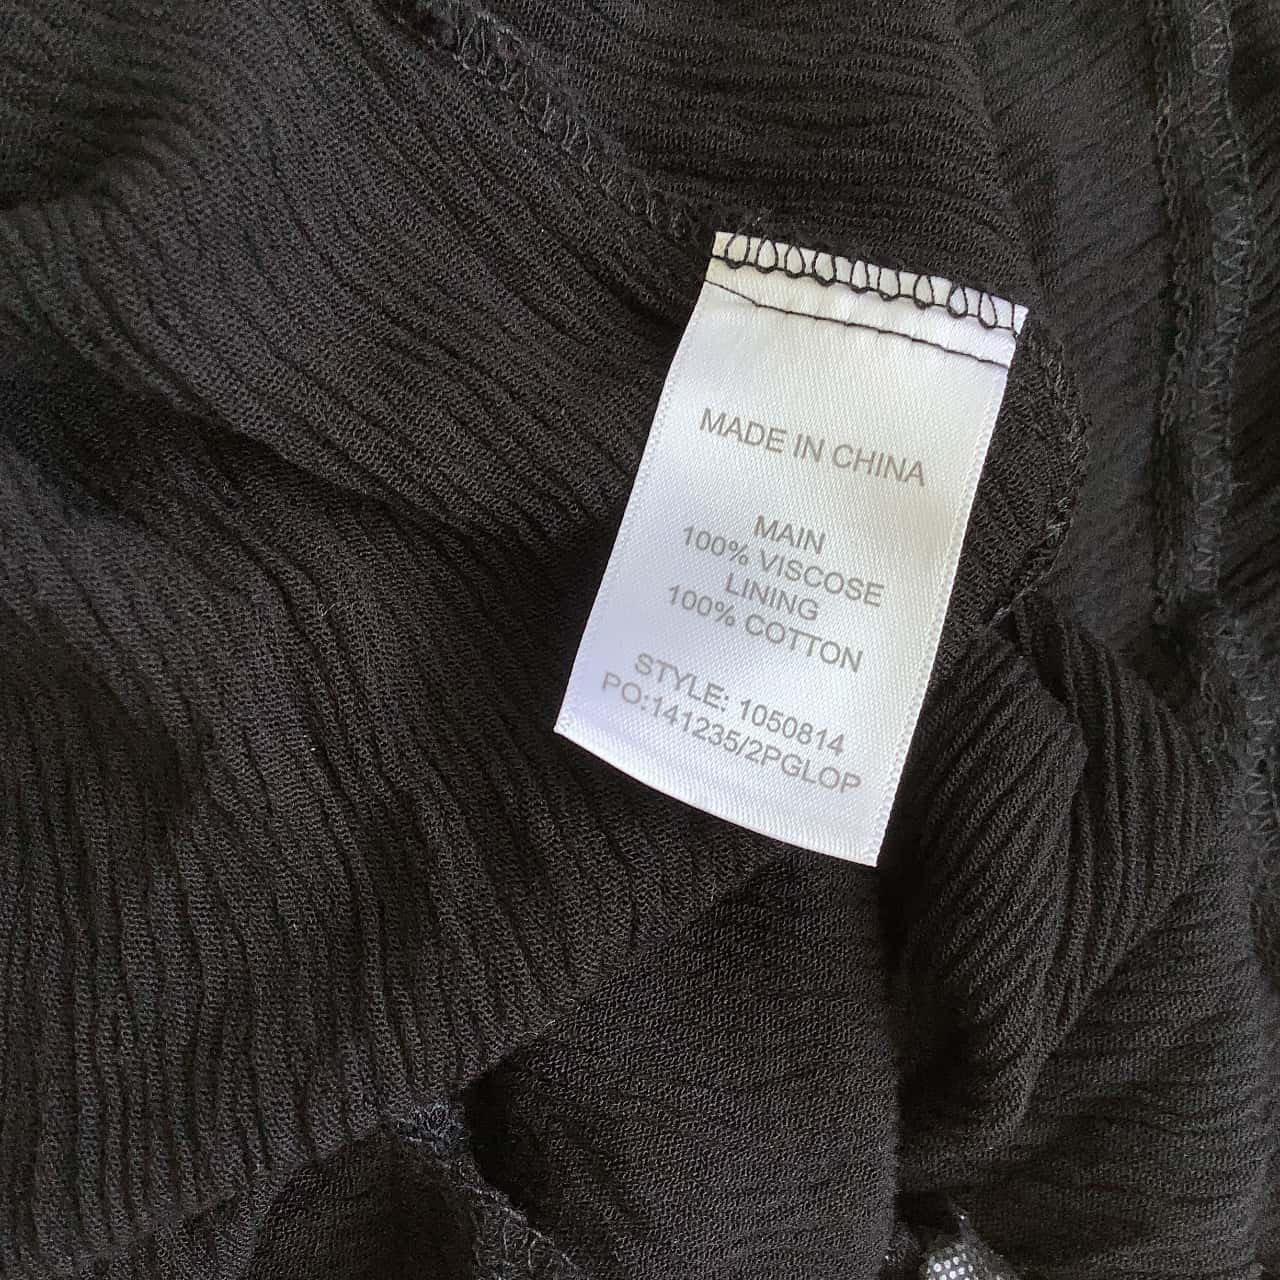 MADE IN CHINA
MAIN
100% VISCOSE
LINING
100% COTTON
STYLE: 1050814
PO:141235/2PGLOP